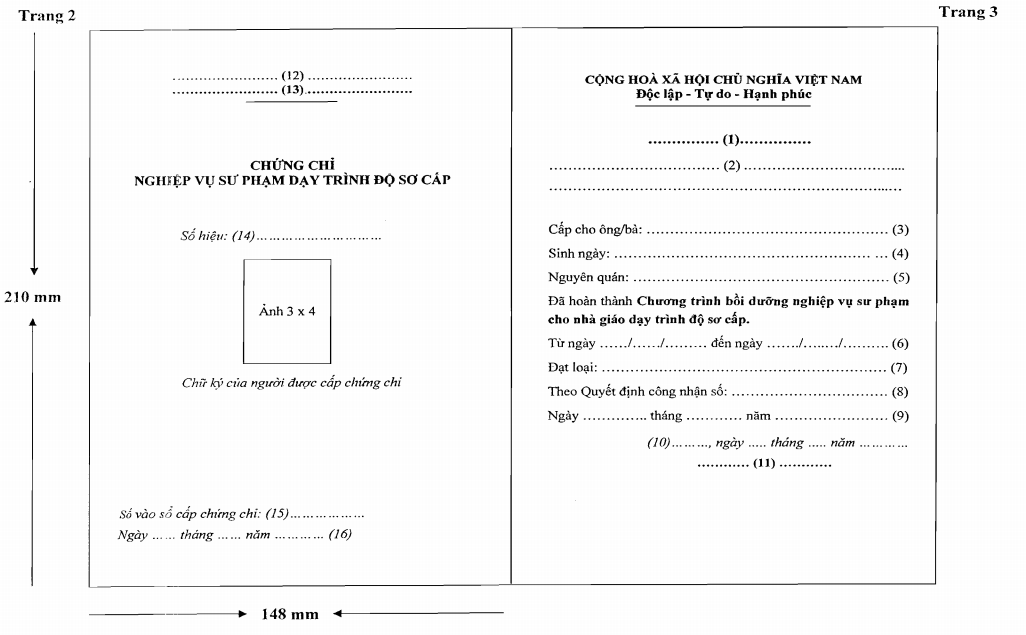 Trang 2
Trang 3
........................ (12) ........................
........................ (13) ........................
CHỨNG CHỈ
NGHIỆP VỤ SƯ PHẠM DẠY TRÌNH ĐỘ SƠ CẤP
Số hiệu: (14)..............................
Ảnh 3 x 4
Chữ ký của người được cấp chứng chỉ
Số vào sổ cấp chứng chỉ: (15)..................
Ngày ...... tháng ...... năm ............ (16)
CỘNG HOÀ XÃ HỘI CHỦ NGHĨA VIỆT NAM
Độc lập - Tự do - Hạnh phúc
............... (1)...............
....................................... (2) .....................................
.................................................................................
Cấp cho ông/bà: ................................................. (3)
Sinh ngày: .................................................... ... (4)
Nguyên quán: .................................................... (5)
Đã hoàn thành Chương trình bồi dưỡng nghiệp vụ sư phạm
cho nhà giáo dạy trình độ sơ cấp.
Từ ngày ....../....../......... đến ngày ......./......../.......... (6)
Đạt loại: .......................................................... (7)
Theo Quyết định công nhận số: ................................ (8)
Ngày .............. tháng ............ năm ....................... (9)
(10)........., ngày ..... tháng ..... năm ...........
............ (11) ............
210 mm
148 mm